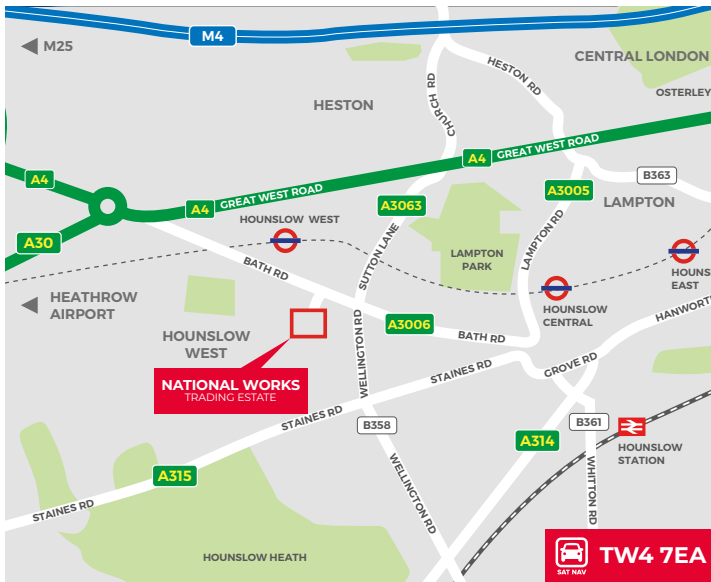 M4
M25
CENTRAL LONDON
HESTON RD
OSTERLEY
CHURCH RD
HESTON
A4
GREAT WEST ROAD
A4
B363
A3005
A4
GREAT WEST ROAD
A3063
LAMPTON
HOUNSLOW WEST
A30
LAMPTON RD
SUTTON LANE
LAMPTON
PARK
BATH RD
HOUNS
EAST
HEATHROW
AIRPORT
HOUNSLOW
CENTRAL
HANWORTH
A3006
HOUNSLOW
WEST
BATH RD
WELLINGTON RD
GROVE RD
STAINES RD
NATIONAL WORKS
TRADING ESTATE
STAINES RD
B358
B361
A314
HOUNSLOW
STATION
A315
WELLINGTON RD
WHITTON RD
STAINES RD
HOUNSLOW HEATH
SAT NAV
TW4 7EA